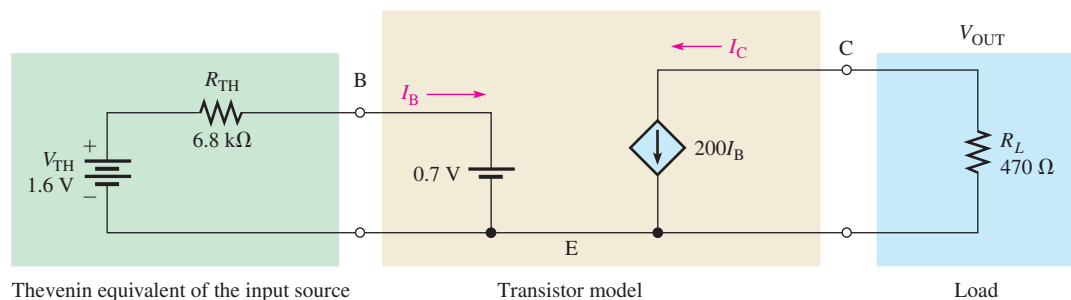 V_OUT
I_C
C
R_TH
B
I_B
6.8 kΩ
+
V_TH
1.6 V
–
0.7 V
200I_B
R_L
470 Ω
E
Thevenin equivalent of the input source
Transistor model
Load